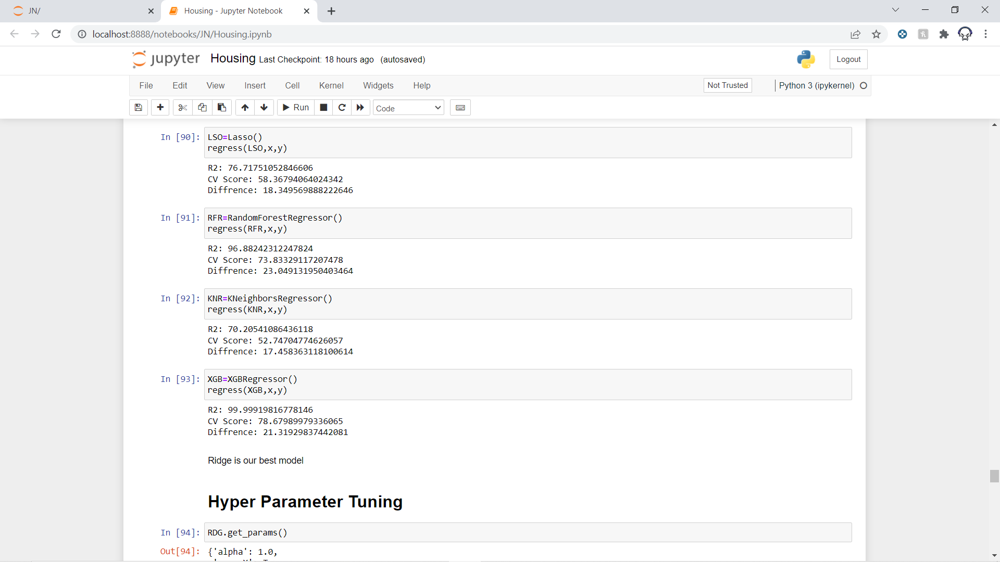 JN/
Housing - Jupyter Notebook
localhost:8888/notebooks/JN/Housing.ipynb
jupyter Housing Last Checkpoint: 18 hours ago (autosaved)
Logout
File Edit View Insert Cell Kernel Widgets Help
Not Trusted
Python 3 (ipykernel)
Run
Code
In [90]: LSO=Lasso()
regress(LSO,x,y)
R2: 76.71751052846606
CV Score: 58.36794064024342
Diffrence: 18.349569888222646
In [91]: RFR=RandomForestRegressor()
regress(RFR,x,y)
R2: 96.88242312247824
CV Score: 73.83329117207478
Diffrence: 23.049131950403464
In [92]: KNR=KNeighborsRegressor()
regress(KNR,x,y)
R2: 70.20541086436118
CV Score: 52.74704774626057
Diffrence: 17.458363118100614
In [93]: XGB=XGBRegressor()
regress(XGB,x,y)
R2: 99.99919816778146
CV Score: 78.67989979336065
Diffrence: 21.31929837442081
Ridge is our best model
Hyper Parameter Tuning
In [94]: RDG.get_params()
Out[94]: {'alpha': 1.0,